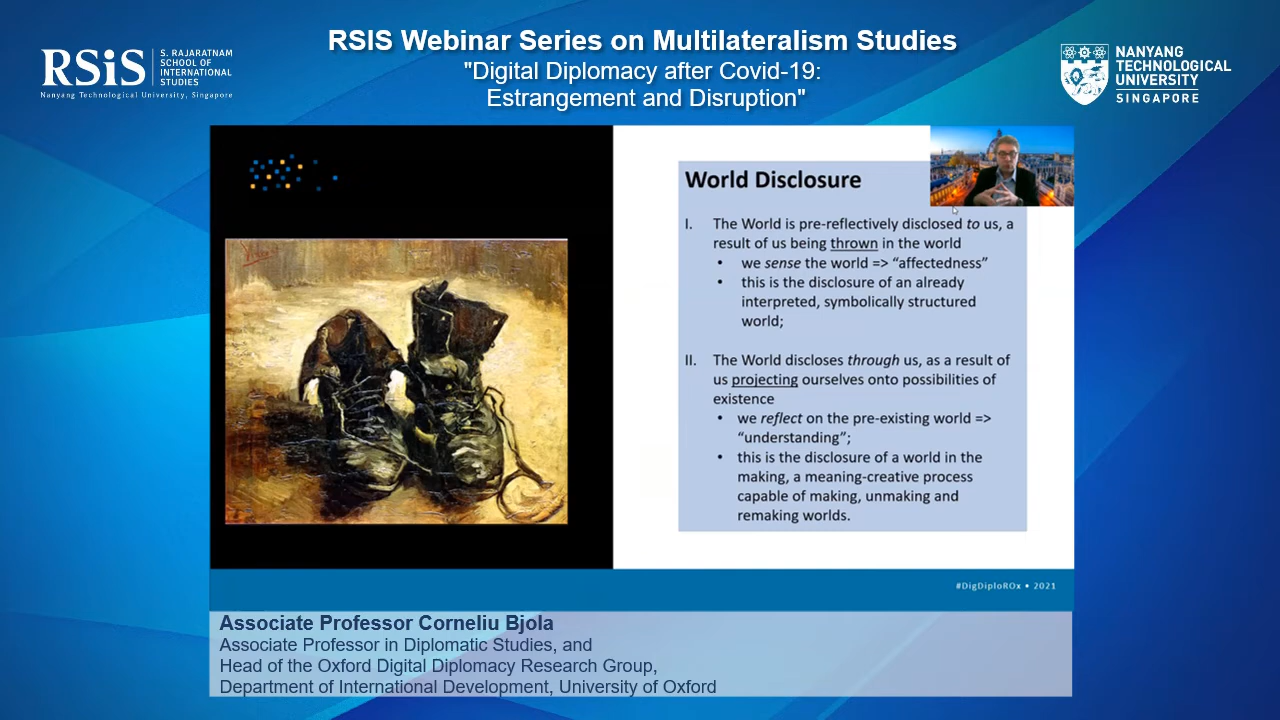 RSiS
S. RAJARATNAM
SCHOOL OF
INTERNATIONAL
STUDIES
Nanyang Technological University, Singapore
RSIS Webinar Series on Multilateralism Studies
"Digital Diplomacy after Covid-19:
Estrangement and Disruption"
NANYANG
TECHNOLOGICAL
UNIVERSITY
SINGAPORE
World Disclosure
I. The World is pre-reflectively disclosed to us, a
result of us being thrown in the world
• we sense the world => “affectedness”
• this is the disclosure of an already
interpreted, symbolically structured
world;
II. The World discloses through us, as a result of
us projecting ourselves onto possibilities of
existence
• we reflect on the pre-existing world =>
“understanding”;
• this is the disclosure of a world in the
making, a meaning-creative process
capable of making, unmaking and
remaking worlds.
#DigDiploROx • 2021
Associate Professor Corneliu Bjola
Associate Professor in Diplomatic Studies, and
Head of the Oxford Digital Diplomacy Research Group,
Department of International Development, University of Oxford